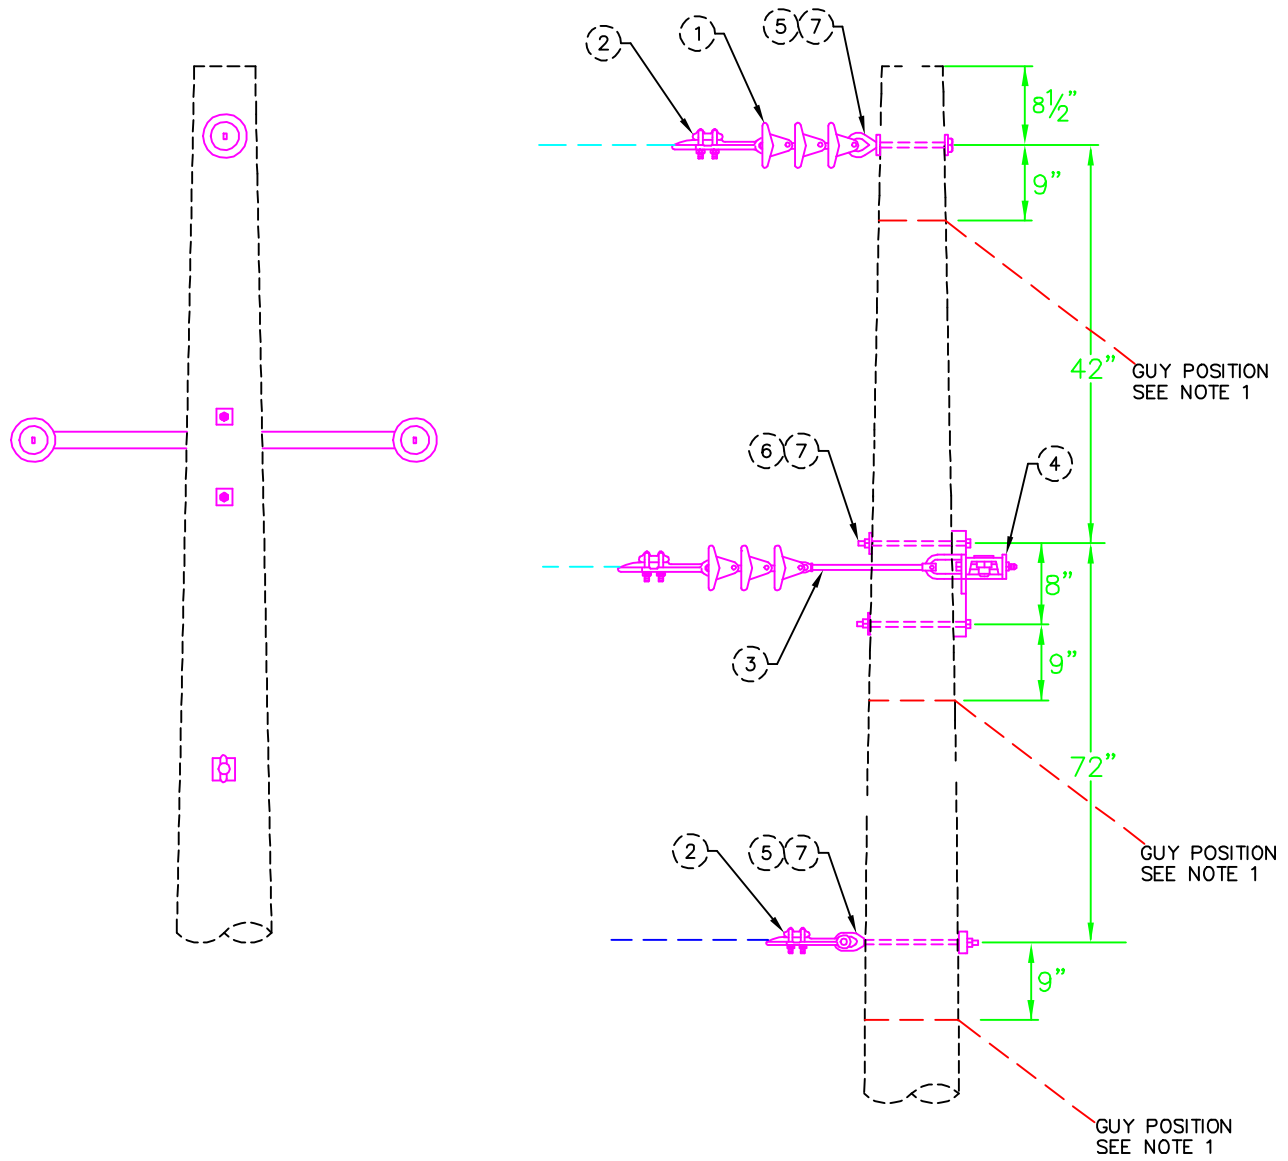 2
1
5 7
8½"
9"
42"
GUY POSITION
SEE NOTE 1
6 7
4
8"
3
9"
72"
2
5 7
GUY POSITION
SEE NOTE 1
9"
GUY POSITION
SEE NOTE 1